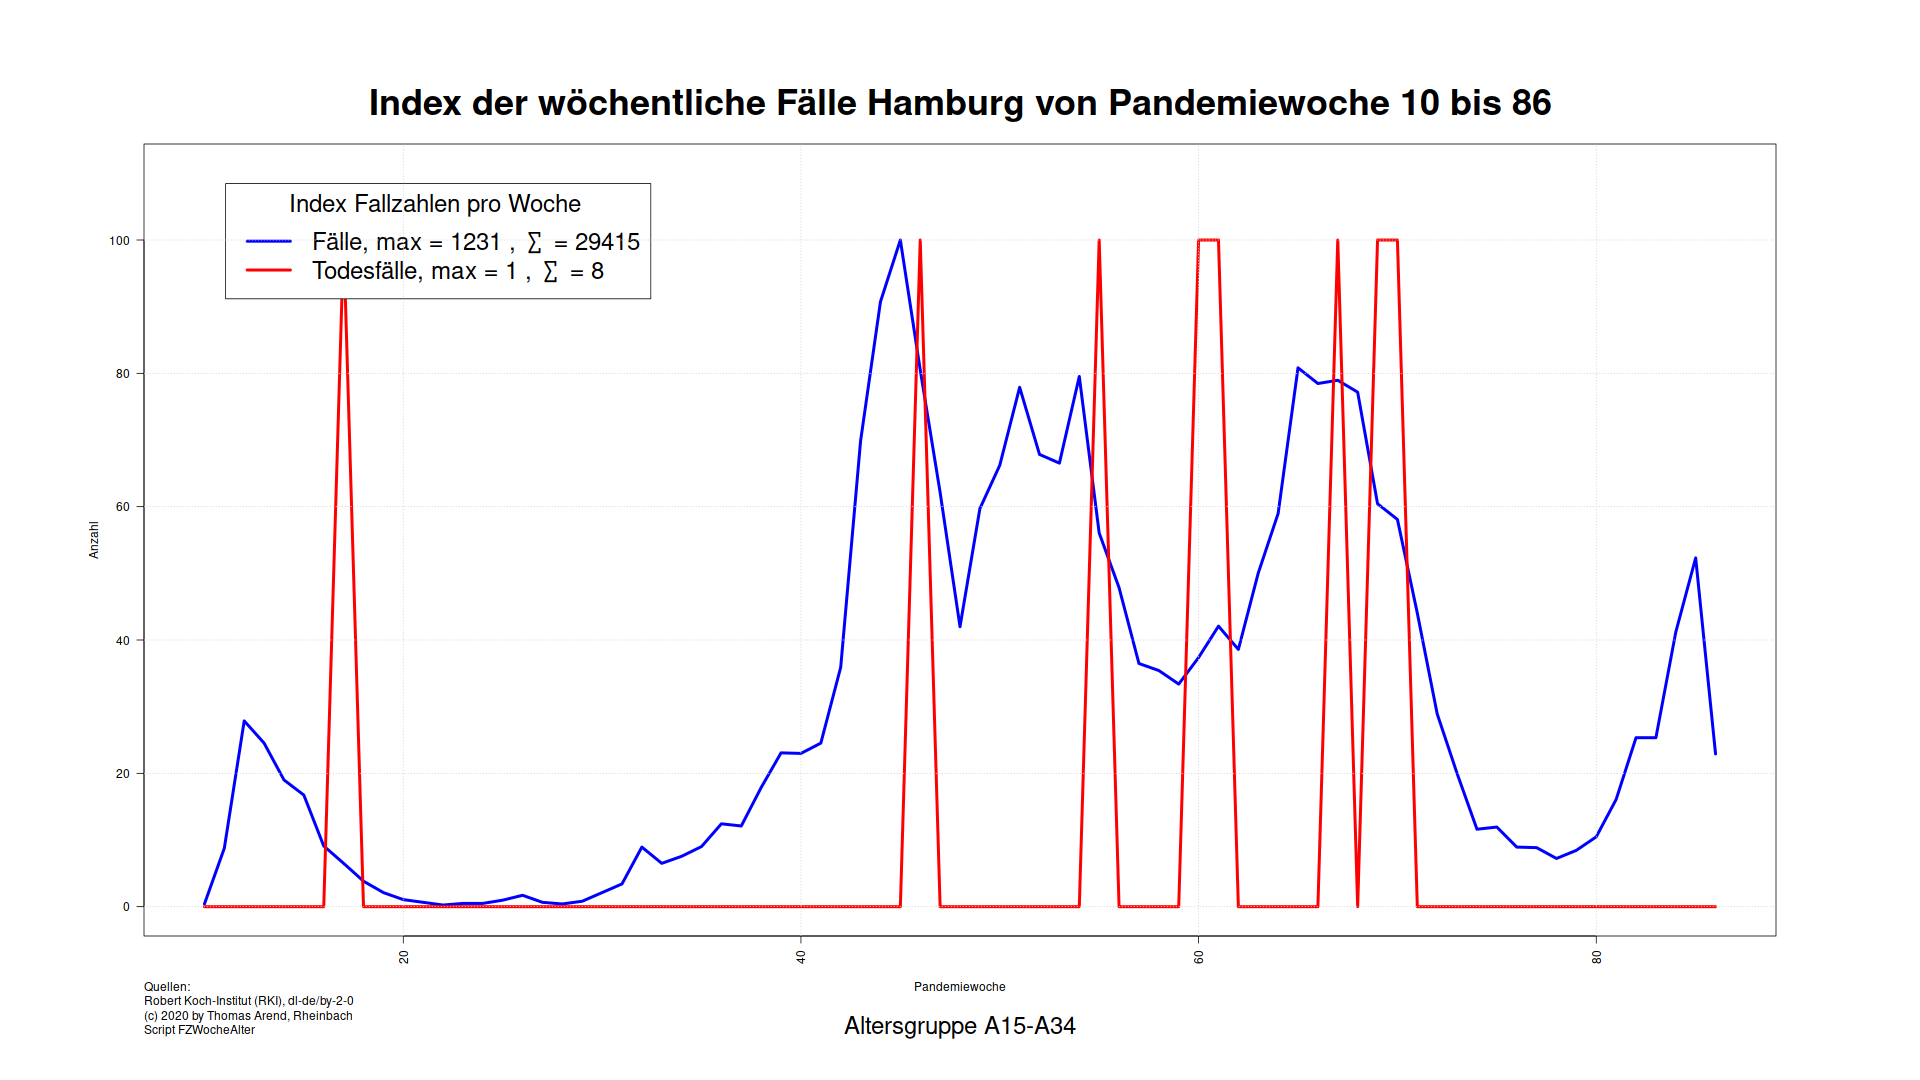 Index der wöchentliche Fälle Hamburg von Pandemiewoche 10 bis 86
Index Fallzahlen pro Woche
Fälle, max = 1231 , ∑ = 29415
Todesfälle, max = 1 , ∑ = 8
100
80
60
40
20
0
Anzahl
20
40
60
80
Pandemiewoche
Quellen:
Robert Koch-Institut (RKI), dl-de/by-2-0
(c) 2020 by Thomas Arend, Rheinbach
Script FZWocheAlter
Altersgruppe A15-A34